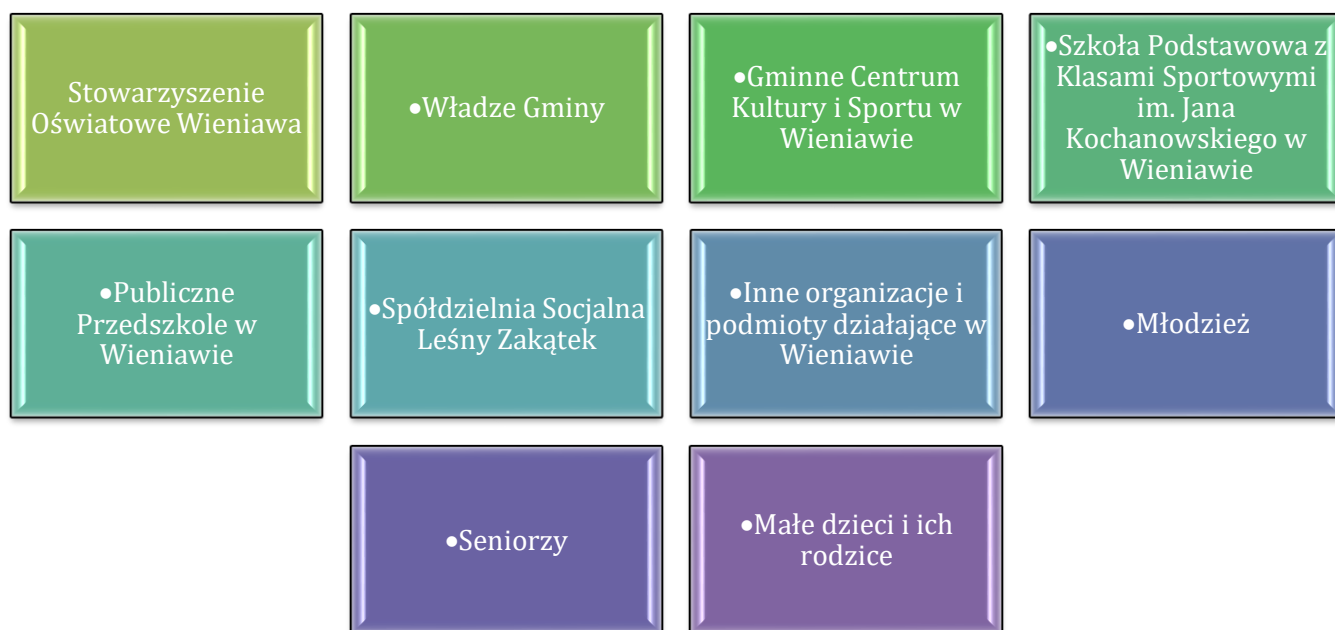 Stowarzyszenie
Oświatowe Wieniawa
•Władze Gminy
•Gminne Centrum
Kultury i Sportu w
Wieniawie
•Szkoła Podstawowa z
Klasami Sportowymi
im. Jana
Kochanowskiego w
Wieniawie
•Publiczne
Przedszkole w
Wieniawie
•Spółdzielnia Socjalna
Leśny Zakątek
•Inne organizacje i
podmioty działające w
Wieniawie
•Młodzież
•Seniorzy
•Małe dzieci i ich
rodzice